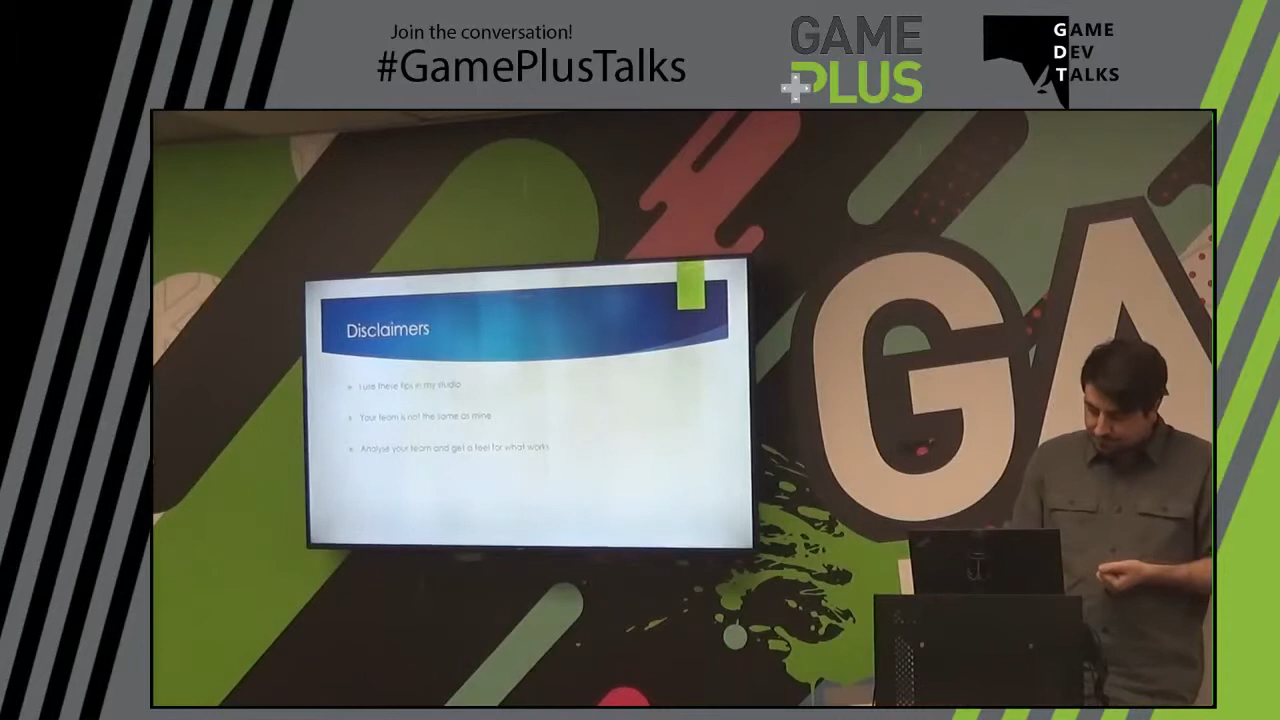 Join the conversation!
#GamePlusTalks
GAME
PLUS
GAME
DEV
TALKS
GA
Disclaimers
I use these tips in my studio
Your team is not the same as mine
Analyse your team and get a feel for what works